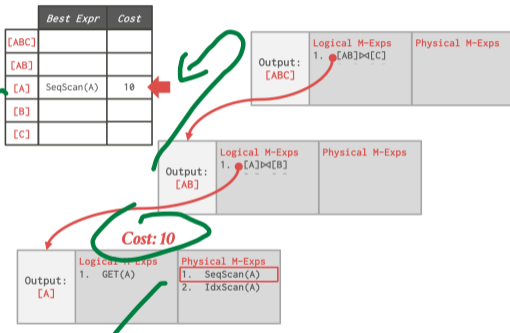 Best Expr Cost
[ABC]
[AB]
[A] SeqScan(A) 10
[B]
[C]
Output:
[ABC]
Logical M-Exps
1. [AB]⨝[C]
Physical M-Exps
Output:
[AB]
Logical M-Exps
1. [A]⨝[B]
Physical M-Exps
Cost: 10
Output:
[A]
Logical M-Exps
1. GET(A)
Physical M-Exps
1. SeqScan(A)
2. IdxScan(A)